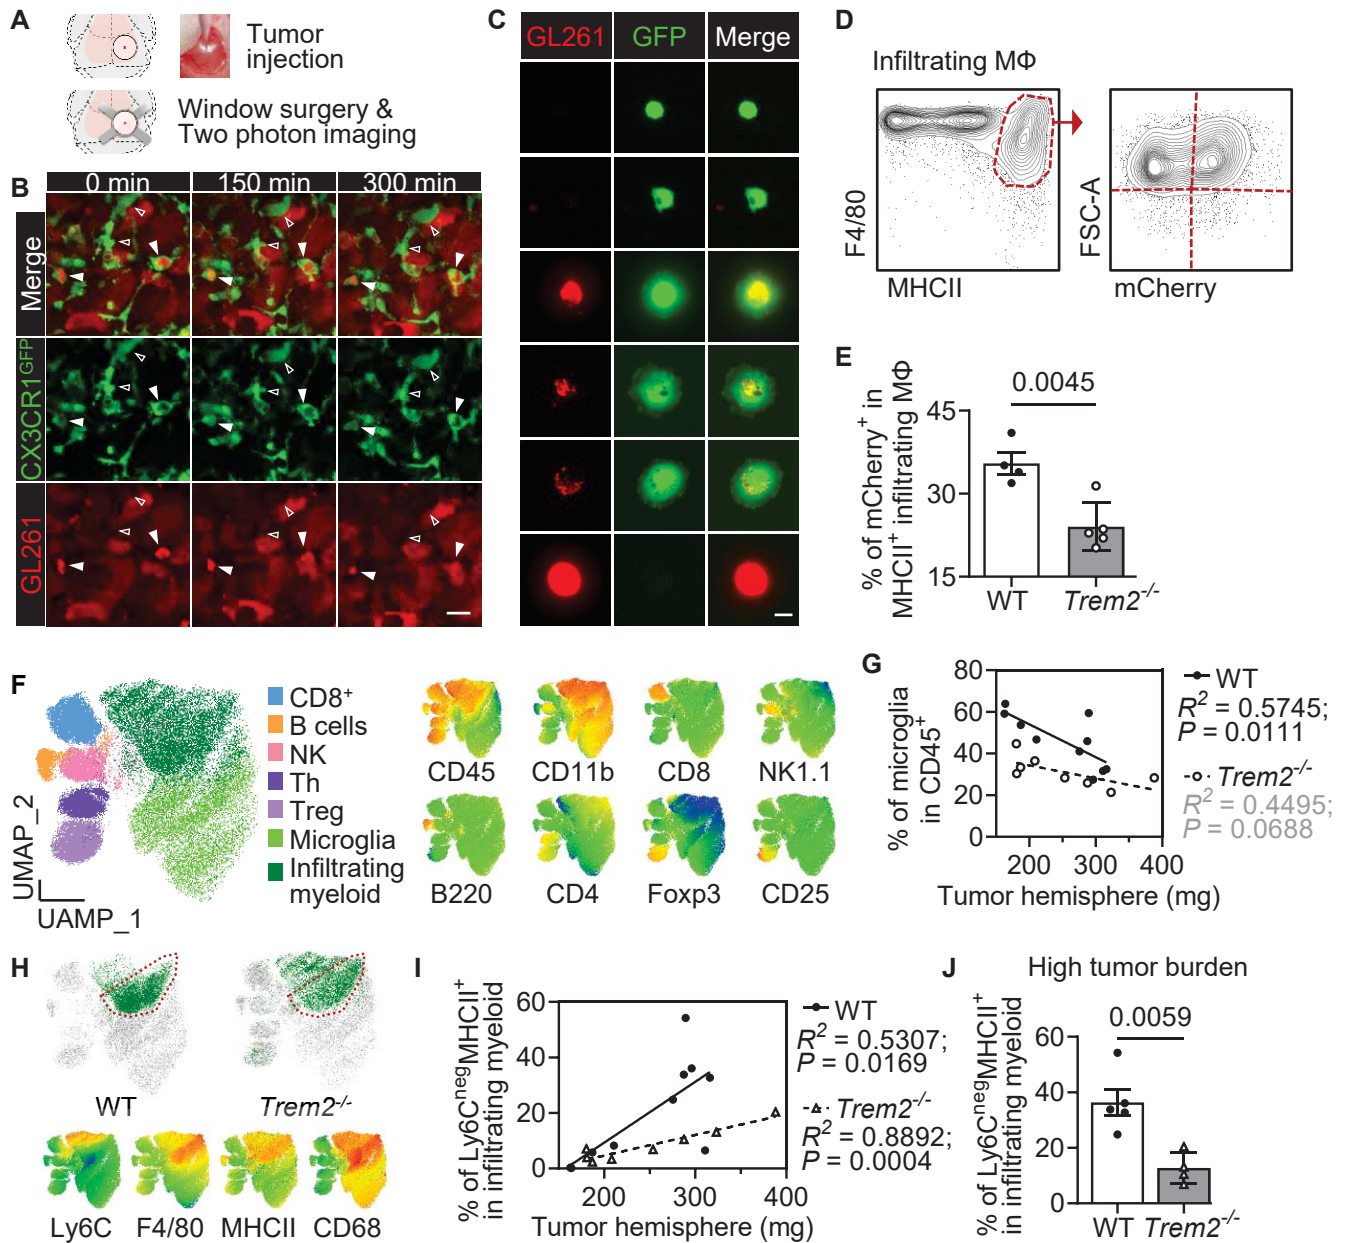 A
Tumor
injection
Window surgery &
Two photon imaging
B
0 min
150 min
300 min
Merge
CX3CR1GFP
GL261
C
GL261
GFP
Merge
D
Infiltrating MΦ
F4/80
MHCII
FSC-A
mCherry
E
0.0045
% of mCherry+ in
MHCII+ infiltrating MΦ
45
30
15
WT
Trem2-/-
F
CD8+
B cells
NK
Th
Treg
Microglia
Infiltrating
myeloid
UMAP_2
UAMP_1
CD45
CD11b
CD8
NK1.1
B220
CD4
Foxp3
CD25
G
% of microglia
in CD45+
80
60
40
20
0
200
300
400
Tumor hemisphere (mg)
WT
R2 = 0.5745;
P = 0.0111
Trem2-/-
R2 = 0.4495;
P = 0.0688
H
WT
Trem2-/-
Ly6C
F4/80
MHCII
CD68
I
% of Ly6CnegMHCII+
in infiltrating myeloid
60
40
20
0
200
300
400
Tumor hemisphere (mg)
WT
R2 = 0.5307;
P = 0.0169
Trem2-/-
R2 = 0.8892;
P = 0.0004
J
High tumor burden
0.0059
% of Ly6CnegMHCII+
in infiltrating myeloid
60
40
20
0
WT
Trem2-/-